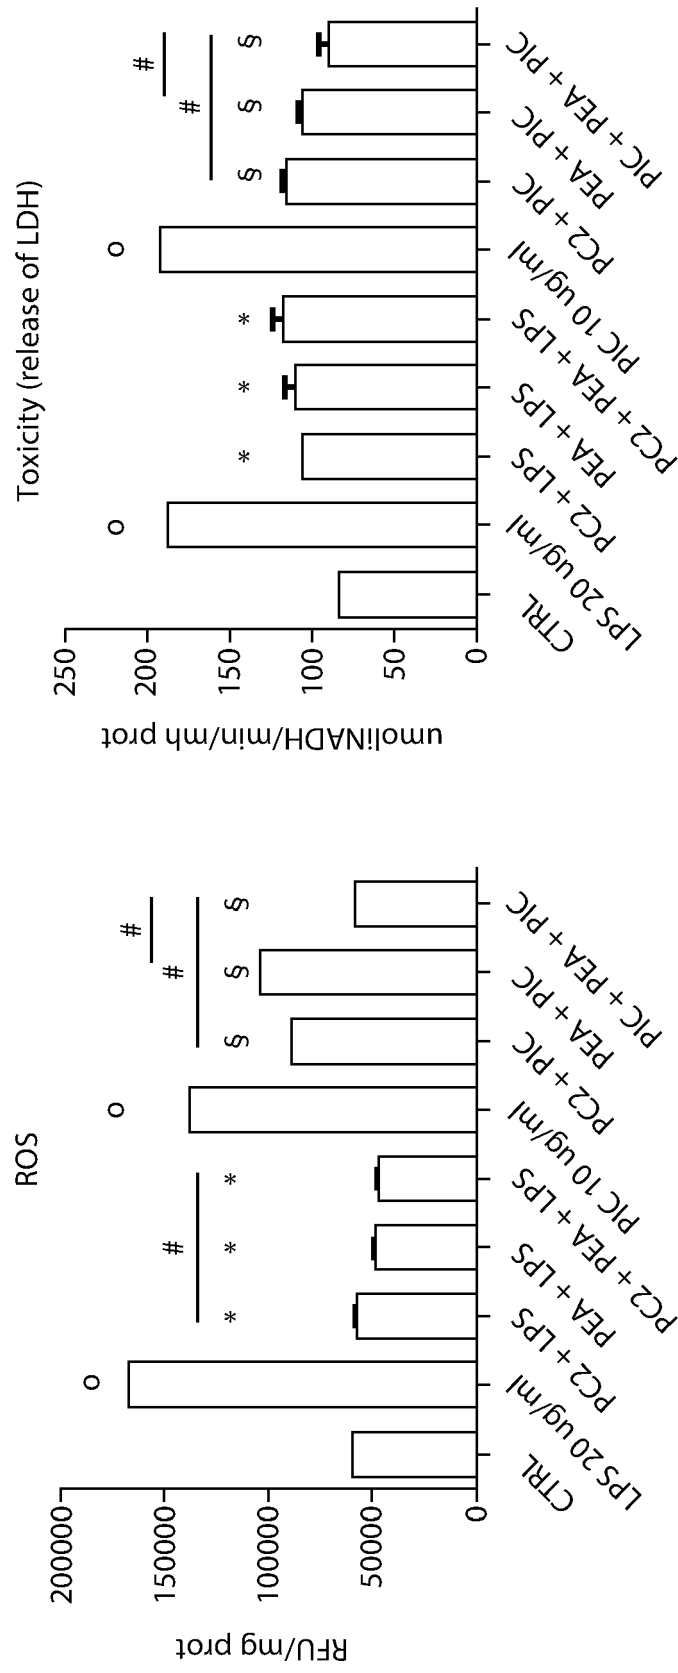 ROS
RFU/mg prot
200000
150000
100000
50000
0
o
#
* * *
o
#
#
§ § §
CTRL
LPS 20 ug/ml
PC2 + LPS
PEA + LPS
PC2 + PEA + LPS
PIC 10 ug/ml
PC2 + PIC
PEA + PIC
PIC + PEA + PIC
Toxicity (release of LDH)
umoliNADH/min/mh prot
250
200
150
100
50
0
o
* * *
o
#
#
§ § §
CTRL
LPS 20 ug/ml
PC2 + LPS
PEA + LPS
PC2 + PEA + LPS
PIC 10 ug/ml
PC2 + PIC
PEA + PIC
PIC + PEA + PIC